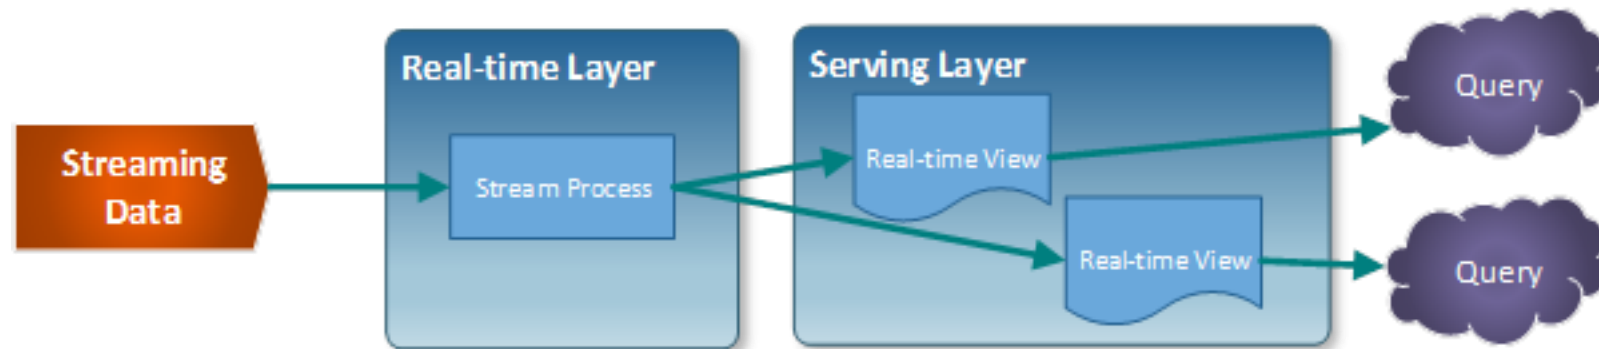 Real-time Layer
Serving Layer
Query
Streaming
Data
Stream Process
Real-time View
Real-time View
Query